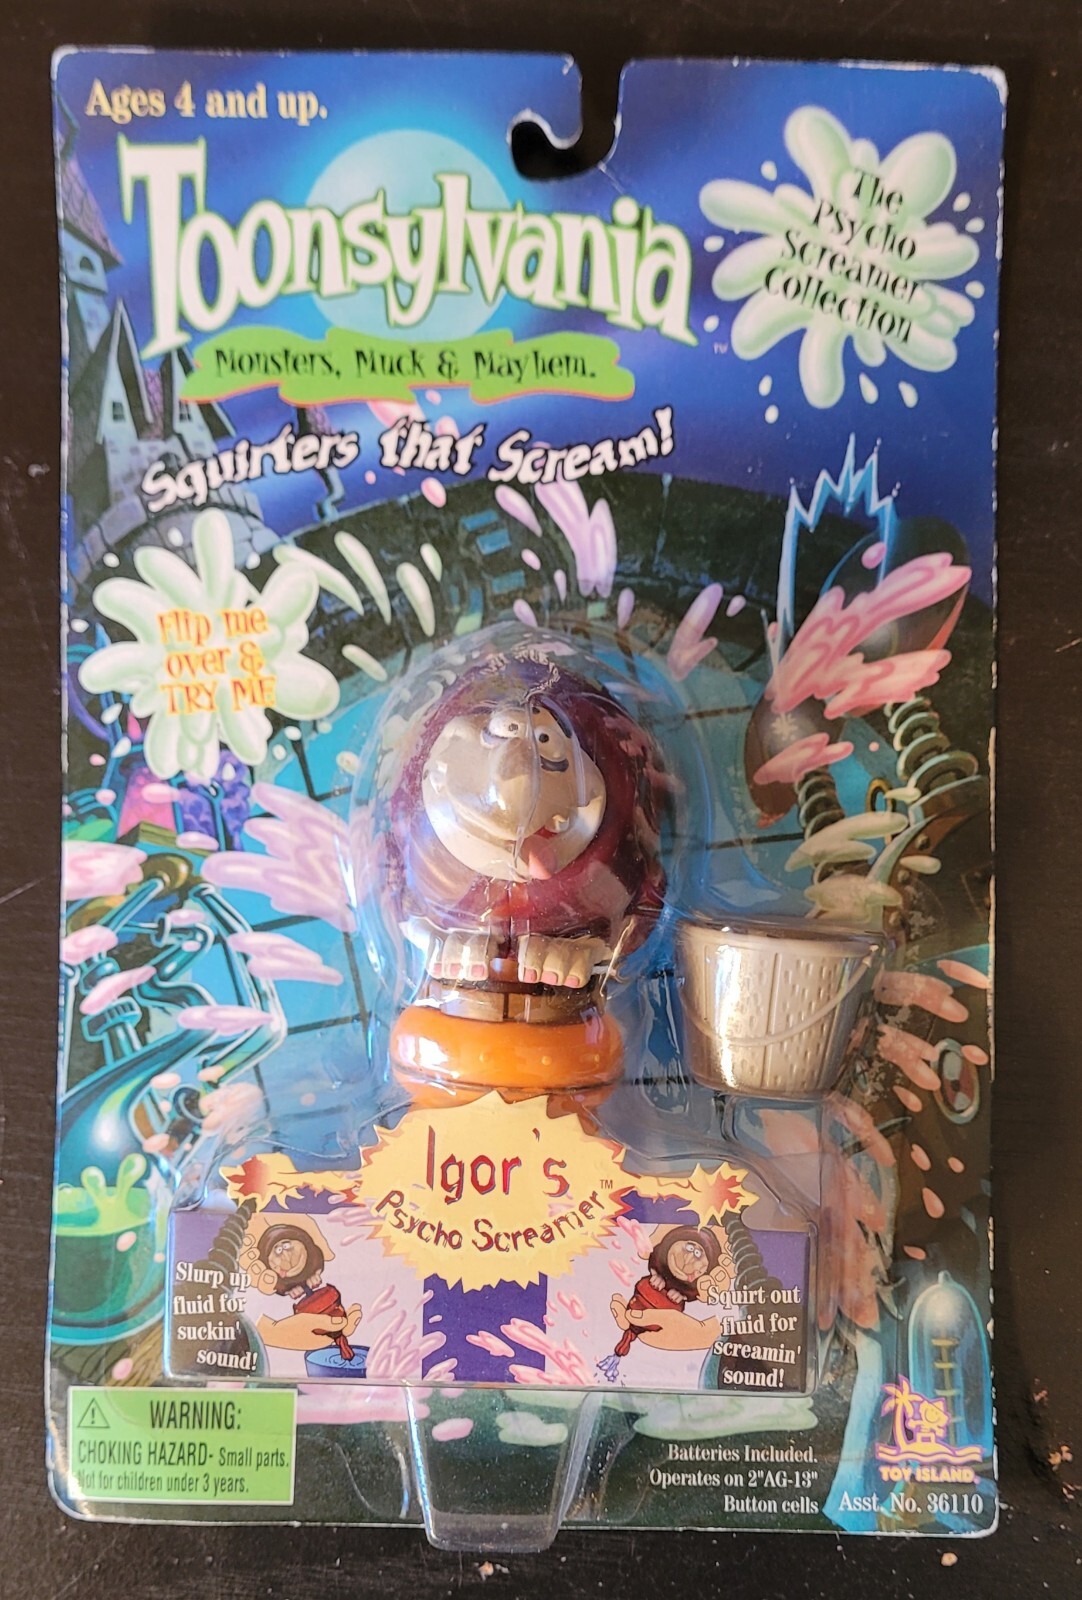 Ages 4 and up.
Toonsylvania
™
Monsters, Muck & Mayhem.
The
Psycho
Screamer
Collection
Squirters that Scream!
Flip me
over &
TRY ME
Igor's
Psycho Screamer™
Slurp up
fluid for
suckin'
sound!
Squirt out
fluid for
screamin'
sound!
WARNING:
CHOKING HAZARD- Small parts.
Not for children under 3 years.
Batteries Included.
Operates on 2"AG-13"
Button cells
TOY ISLAND
Asst. No. 36110